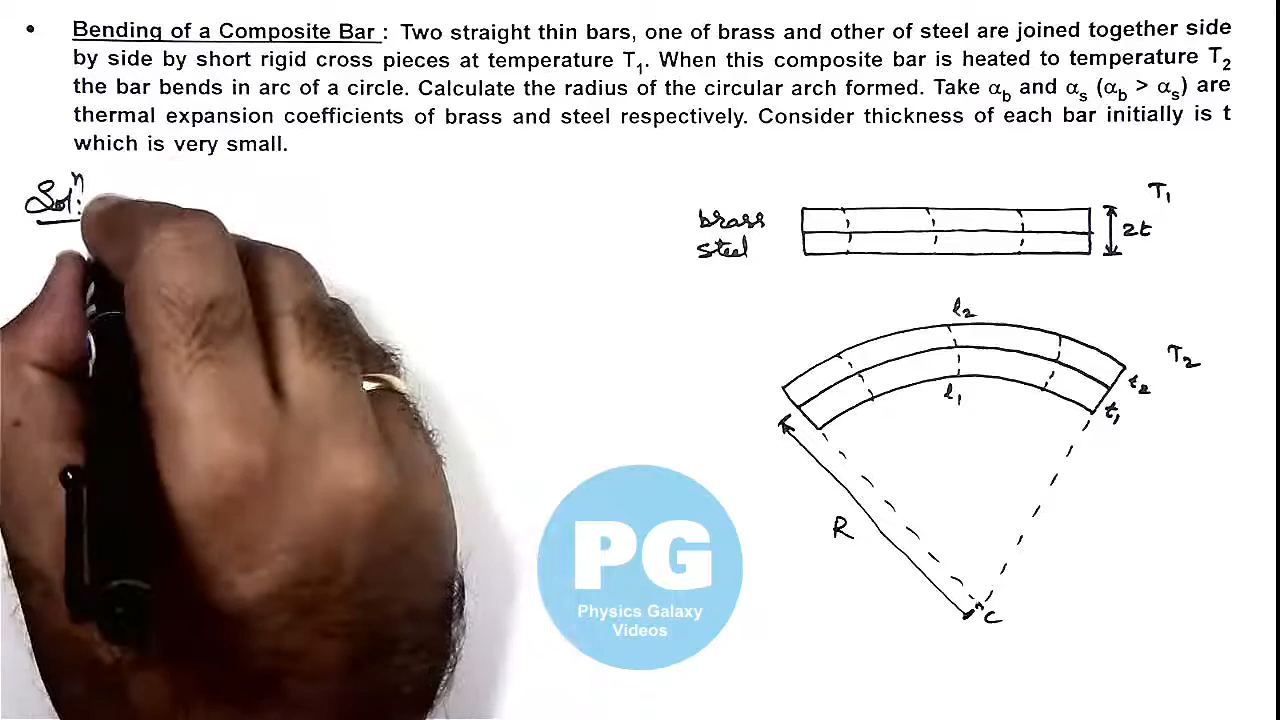 • Bending of a Composite Bar : Two straight thin bars, one of brass and other of steel are joined together side
by side by short rigid cross pieces at temperature T₁. When this composite bar is heated to temperature T₂
the bar bends in arc of a circle. Calculate the radius of the circular arch formed. Take αb and αs (αb > αs) are
thermal expansion coefficients of brass and steel respectively. Consider thickness of each bar initially is t
which is very small.
Solⁿ:
T₁
brass
steel
2t
l₂
T₂
t₂
l₁
t₁
R
C
PG
Physics Galaxy
Videos